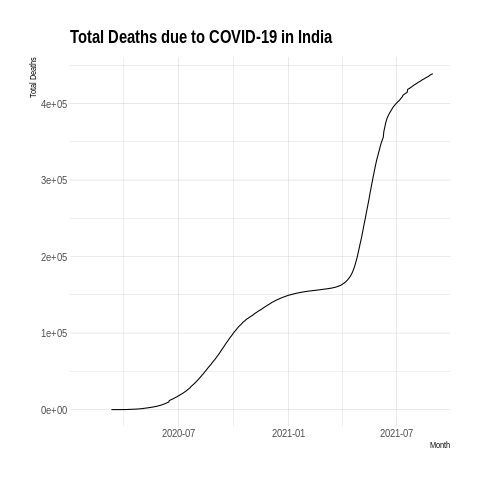 Total Deaths due to COVID-19 in India
Total Deaths
4e+05
3e+05
2e+05
1e+05
0e+00
2020-07 2021-01 2021-07
Month